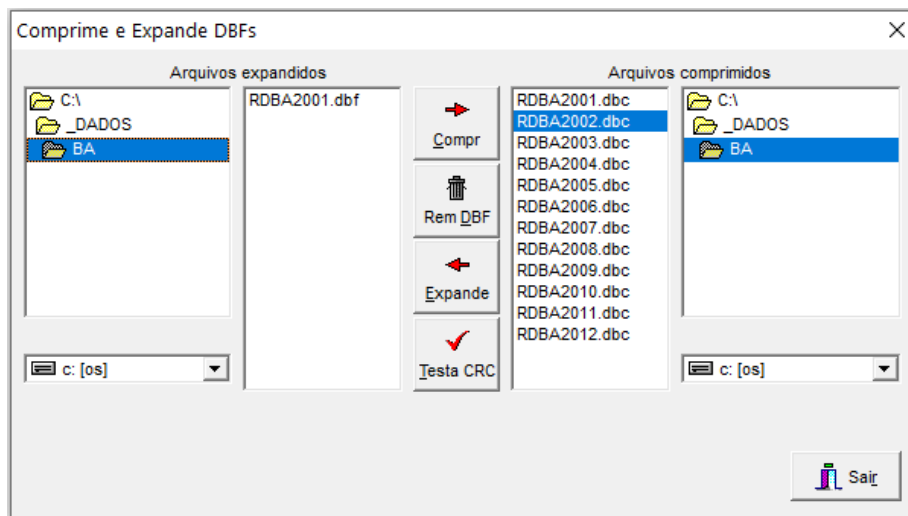 Comprime e Expande DBFs
Arquivos expandidos
Arquivos comprimidos
C:\
_DADOS
BA
c: [os]
RDBA2001.dbf
Compr
Rem DBF
Expande
Testa CRC
RDBA2001.dbc
RDBA2002.dbc
RDBA2003.dbc
RDBA2004.dbc
RDBA2005.dbc
RDBA2006.dbc
RDBA2007.dbc
RDBA2008.dbc
RDBA2009.dbc
RDBA2010.dbc
RDBA2011.dbc
RDBA2012.dbc
C:\
_DADOS
BA
c: [os]
Sair